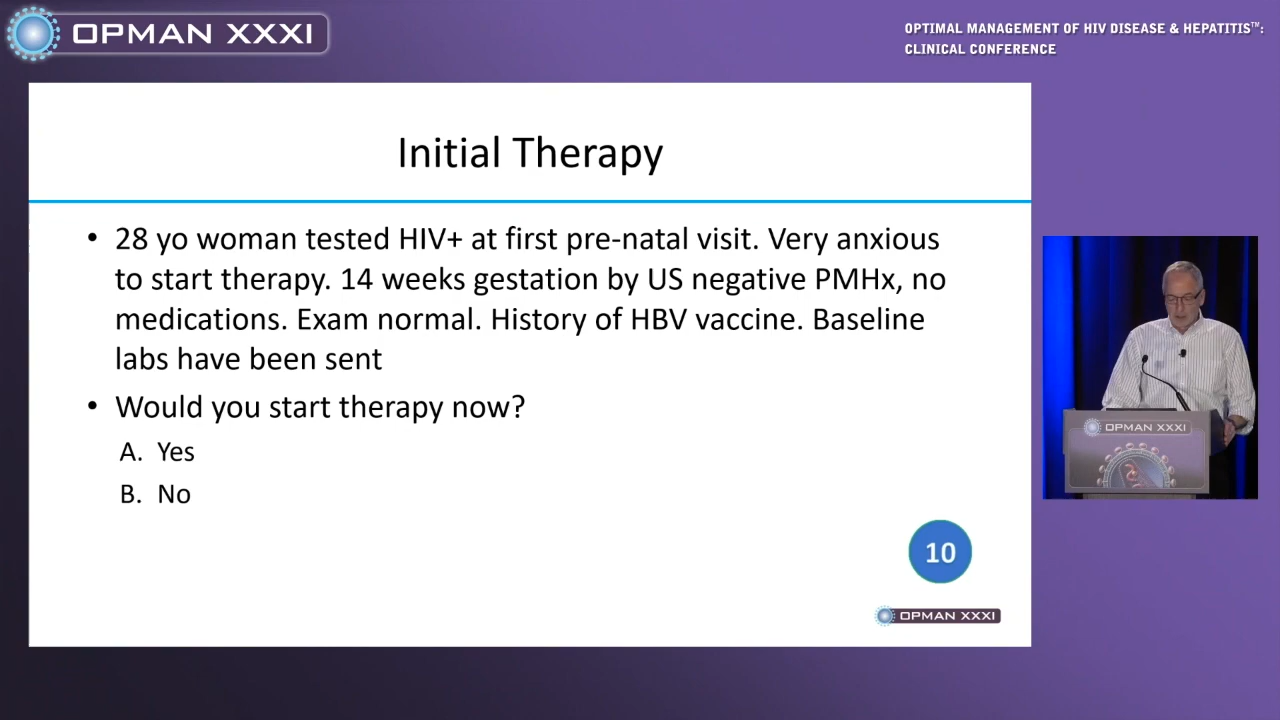 OPMAN XXXI
OPTIMAL MANAGEMENT OF HIV DISEASE & HEPATITIS™:
CLINICAL CONFERENCE
Initial Therapy
• 28 yo woman tested HIV+ at first pre-natal visit. Very anxious
to start therapy. 14 weeks gestation by US negative PMHx, no
medications. Exam normal. History of HBV vaccine. Baseline
labs have been sent
• Would you start therapy now?
A. Yes
B. No
10
OPMAN XXXI
OPMAN XXXI